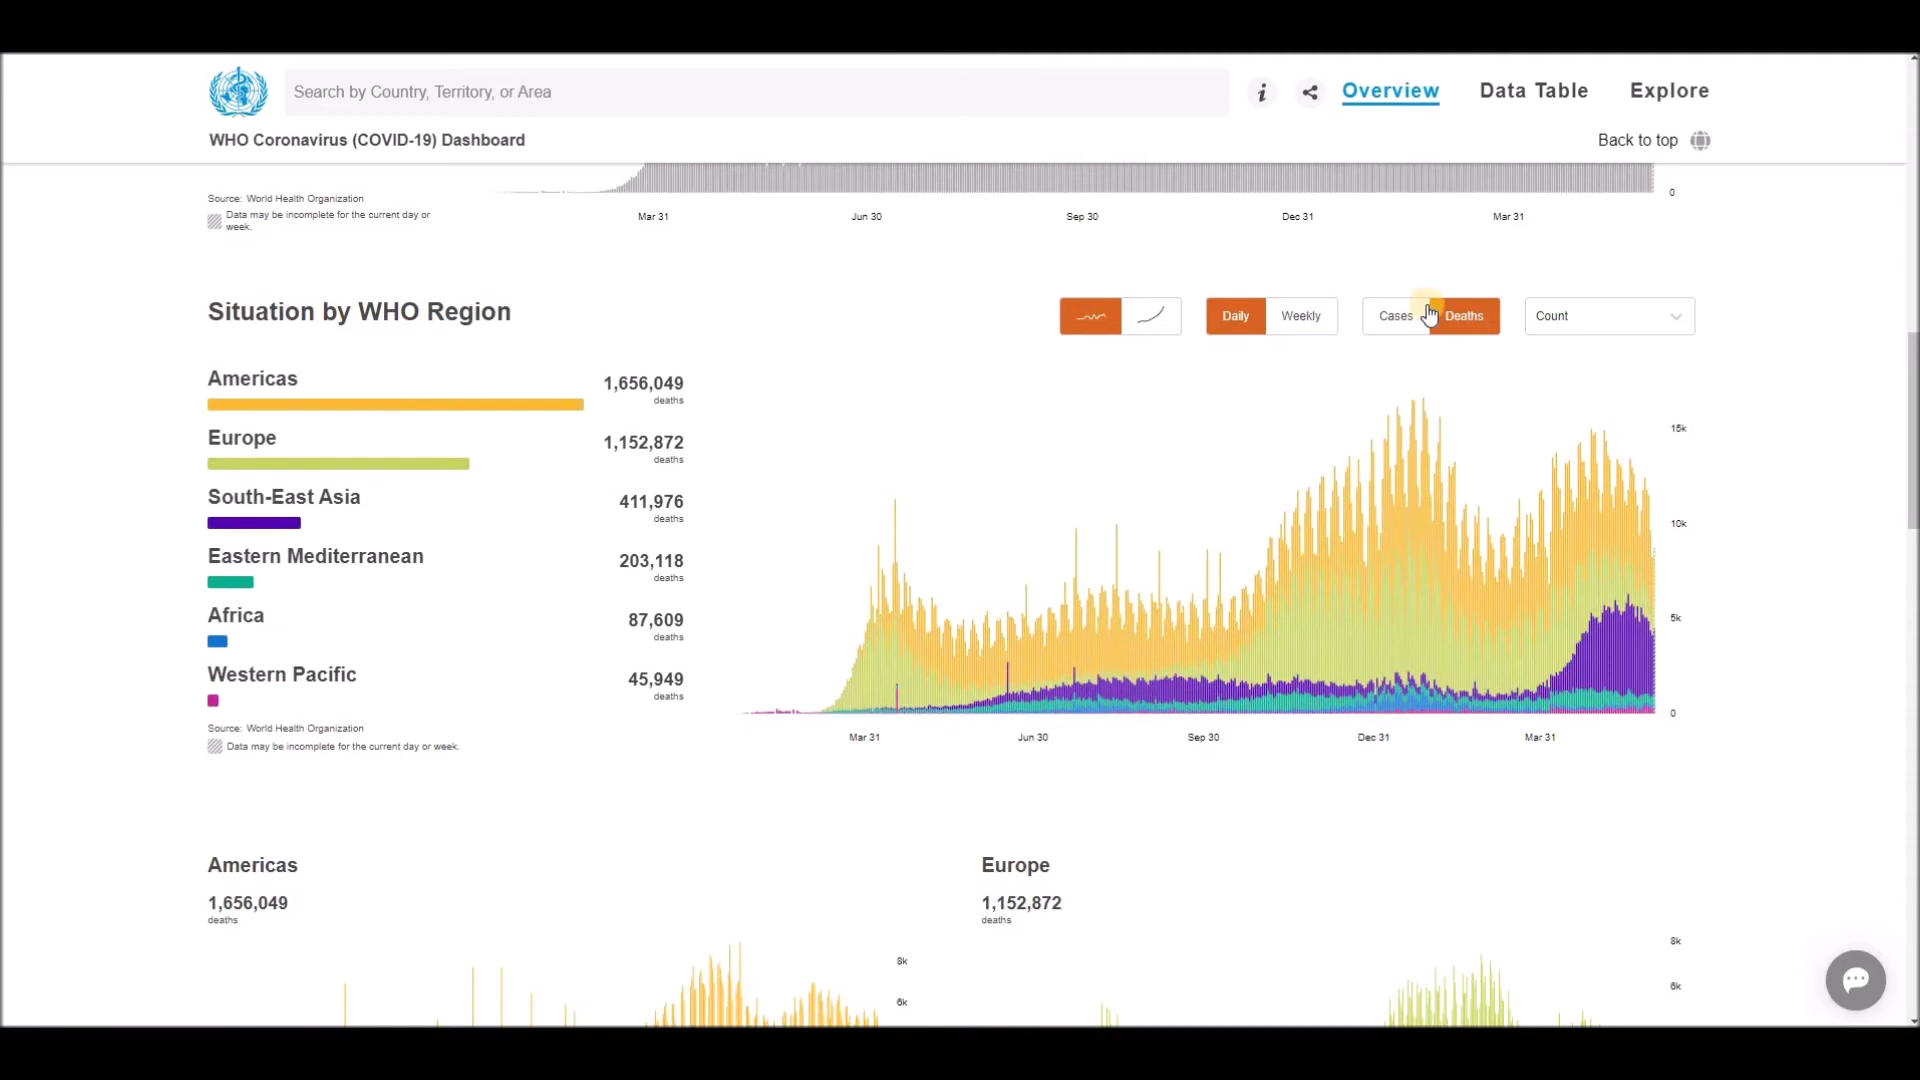 Search by Country, Territory, or Area
i
Overview
Data Table
Explore
WHO Coronavirus (COVID-19) Dashboard
Back to top
0
Source: World Health Organization
Data may be incomplete for the current day or
week.
Mar 31
Jun 30
Sep 30
Dec 31
Mar 31
Situation by WHO Region
Daily
Weekly
Cases
Deaths
Count
Americas
1,656,049
deaths
Europe
1,152,872
deaths
South-East Asia
411,976
deaths
Eastern Mediterranean
203,118
deaths
Africa
87,609
deaths
Western Pacific
45,949
deaths
Source: World Health Organization
Data may be incomplete for the current day or week.
15k
10k
5k
0
Mar 31
Jun 30
Sep 30
Dec 31
Mar 31
Americas
1,656,049
deaths
8k
6k
Europe
1,152,872
deaths
8k
6k